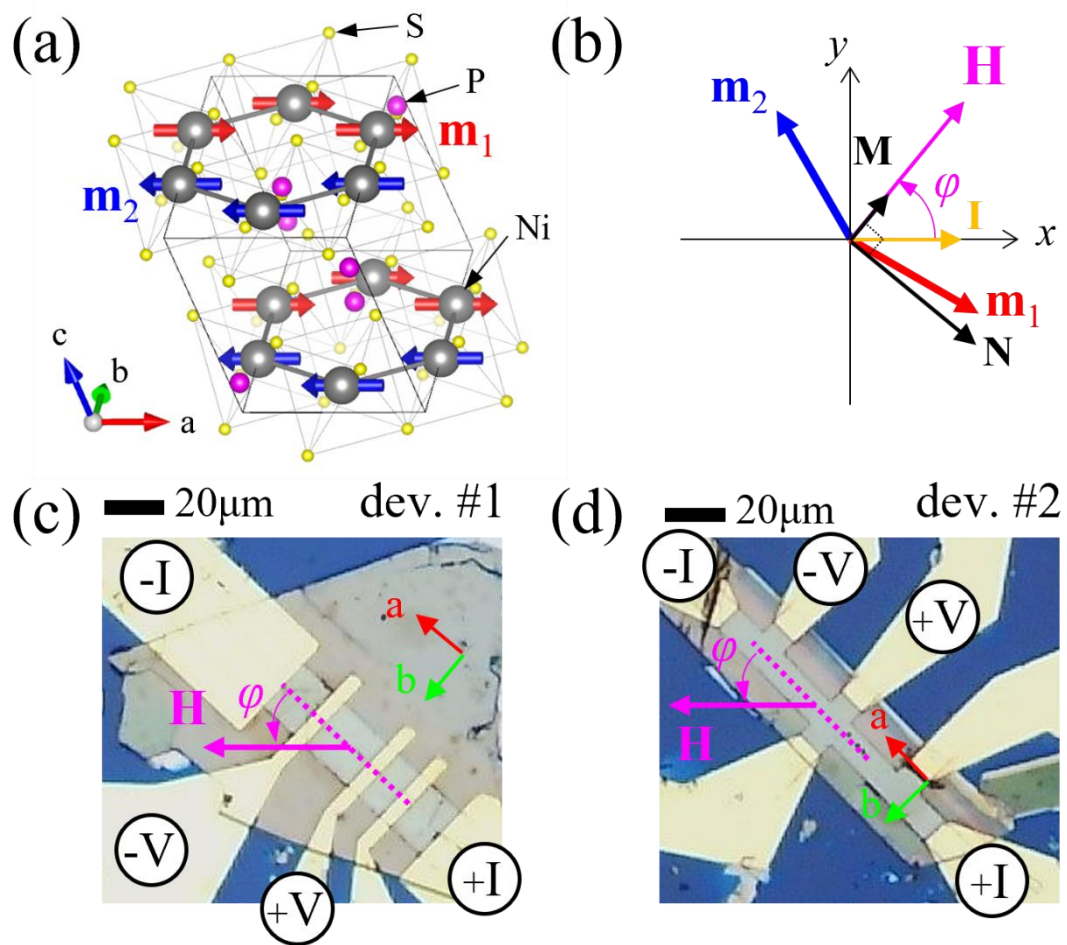 (a)
S
P
m1
m2
Ni
c
b
a
(b)
y
H
m2
M
φ
I
x
m1
N
(c)
20μm dev. #1
-I
a
b
φ
H
-V
+V
+I
(d)
20μm dev. #2
-I
-V
+V
φ
H
a
b
+I